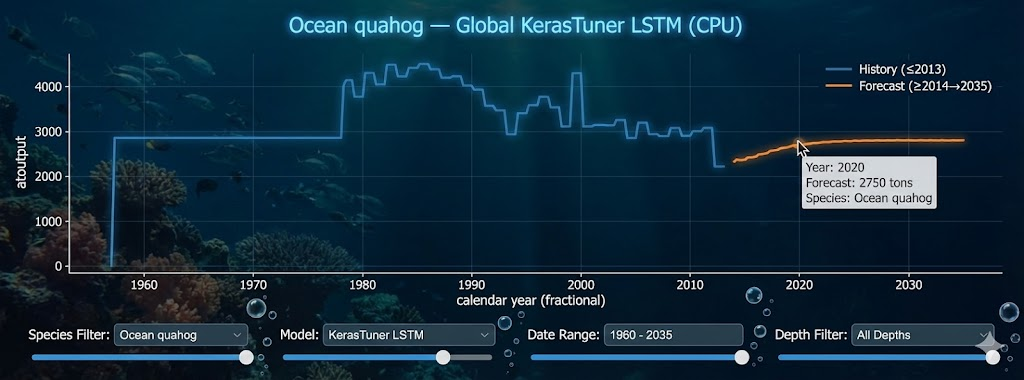 Ocean quahog — Global KerasTuner LSTM (CPU)
History (≤2013)
Forecast (≥2014→2035)
atoutput
4000
3000
2000
1000
0
Year: 2020
Forecast: 2750 tons
Species: Ocean quahog
1960 1970 1980 1990 2000 2010 2020 2030
calendar year (fractional)
Species Filter: Ocean quahog Model: KerasTuner LSTM Date Range: 1960 - 2035 Depth Filter: All Depths